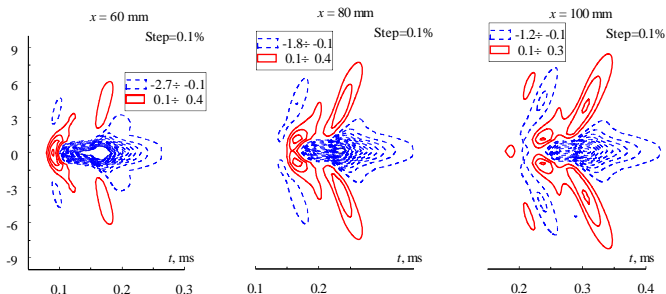 x = 60 mm
Step=0.1%
-2.7÷ -0.1
0.1÷ 0.4
9
6
3
0
-3
-6
-9
t, ms
0.1 0.2 0.3
x = 80 mm
Step=0.1%
-1.8÷ -0.1
0.1÷ 0.4
t, ms
0.1 0.2
x = 100 mm
Step=0.1%
-1.2÷ -0.1
0.1÷ 0.3
t, ms
0.2 0.3 0.4